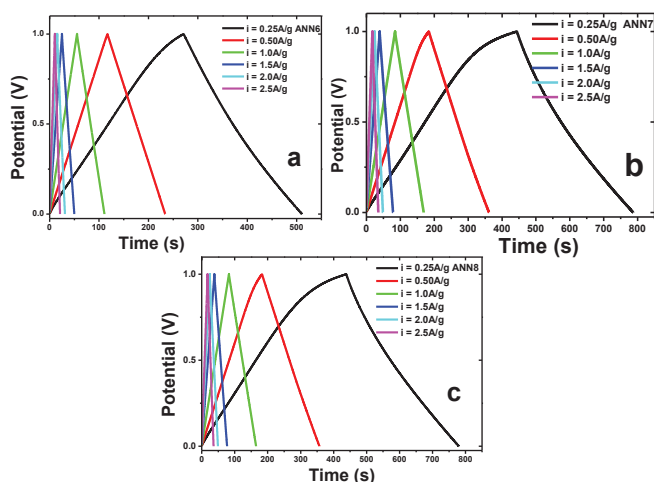 i = 0.25A/g ANN6
i = 0.50A/g
i = 1.0A/g
i = 1.5A/g
i = 2.0A/g
i = 2.5A/g
a
Potential (V)
1.0
0.5
0.0
0 100 200 300 400 500
Time (s)
i = 0.25A/g ANN7
i = 0.50A/g
i = 1.0A/g
i = 1.5A/g
i = 2.0A/g
i = 2.5A/g
b
Potential (V)
1.0
0.5
0.0
0 100 200 300 400 500 600 700 800
Time (s)
i = 0.25A/g ANN8
i = 0.50A/g
i = 1.0A/g
i = 1.5A/g
i = 2.0A/g
i = 2.5A/g
c
Potential (V)
1.0
0.5
0.0
0 100 200 300 400 500 600 700 800
Time (s)